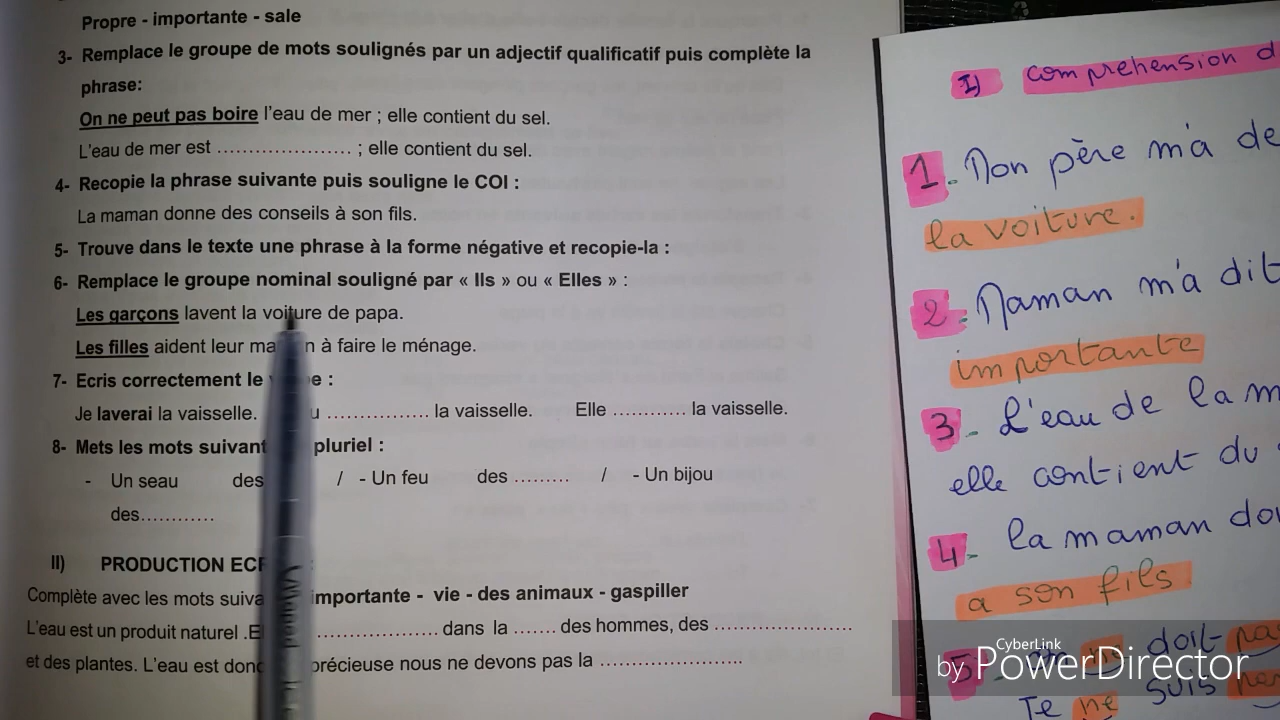 Propre - importante - sale
3- Remplace le groupe de mots soulignés par un adjectif qualificatif puis complète la
phrase:
On ne peut pas boire l'eau de mer ; elle contient du sel.
L'eau de mer est .................... ; elle contient du sel.
4- Recopie la phrase suivante puis souligne le COI :
La maman donne des conseils à son fils.
5- Trouve dans le texte une phrase à la forme négative et recopie-la :
6- Remplace le groupe nominal souligné par « Ils » ou « Elles » :
Les garçons lavent la voiture de papa.
Les filles aident leur ma n à faire le ménage.
7- Ecris correctement le e :
Je laverai la vaisselle. u ............... la vaisselle. Elle ........... la vaisselle.
8- Mets les mots suivant pluriel :
- Un seau des / - Un feu des ......... / - Un bijou
des............
II) PRODUCTION ECR
Complète avec les mots suiva importante - vie - des animaux - gaspiller
L'eau est un produit naturel .E .................. dans la ....... des hommes, des .....................
et des plantes. L'eau est donc précieuse nous ne devons pas la ......................
I) comprehension d
1. Mon père m'a de
la voiture.
2. Maman m'a dit
importante
3. L'eau de la m
elle contient du
4. la maman do
a son fils
5. ne doit pas
Je ne suis
CyberLink
by PowerDirector